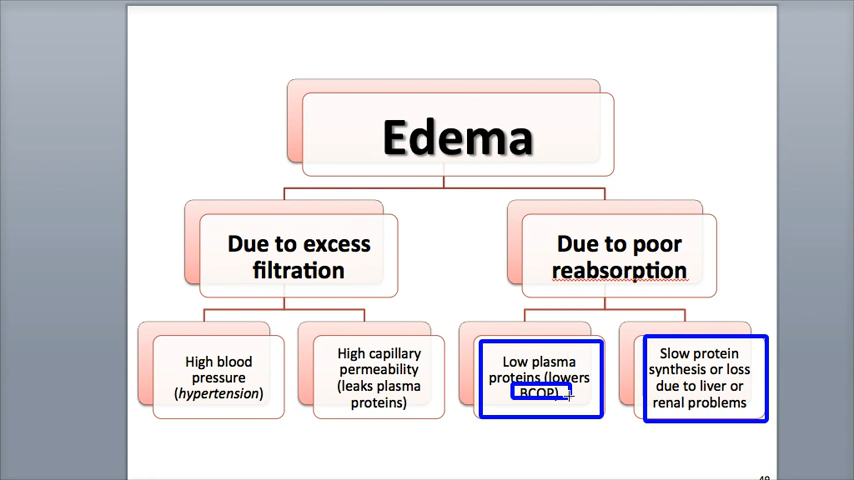 Edema
Due to excess
filtration
Due to poor
reabsorption
High blood
pressure
(hypertension)
High capillary
permeability
(leaks plasma
proteins)
Low plasma
proteins (lowers
BCOP)
Slow protein
synthesis or loss
due to liver or
renal problems